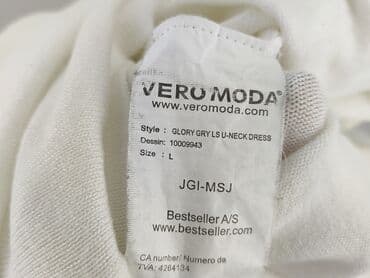 VERO MODA®
www.veromoda.com
Style : GLORY GRY LS U-NECK DRESS
Dessin: 10009943
Size : L
JGI-MSJ
Bestseller A/S
www.bestseller.com
CA number/ Numero de
TVA: 4264134